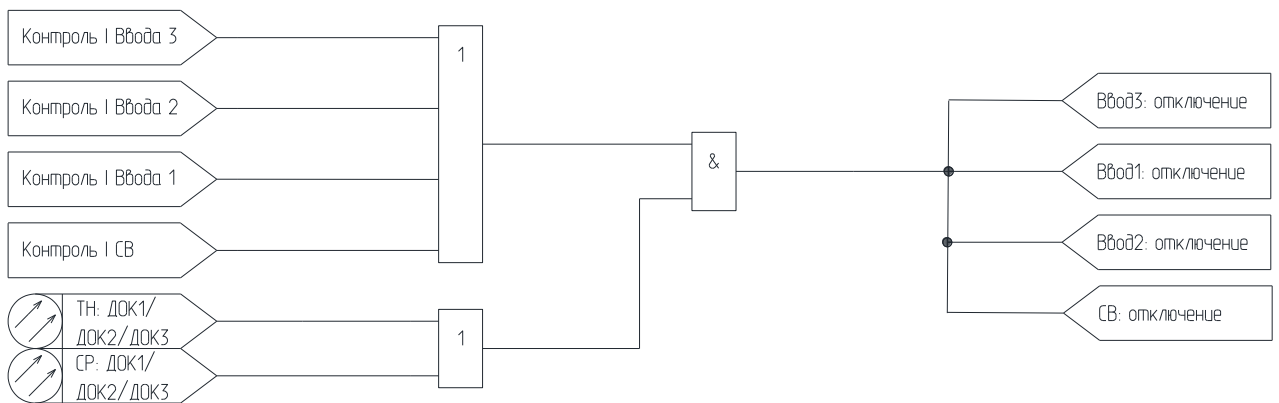 Контроль I Ввода 3
Контроль I Ввода 2
Контроль I Ввода 1
Контроль I СВ
ТН: ДОК1/
ДОК2/ДОК3
СР: ДОК1/
ДОК2/ДОК3
1
1
&
Ввод3: отключение
Ввод1: отключение
Ввод2: отключение
СВ: отключение